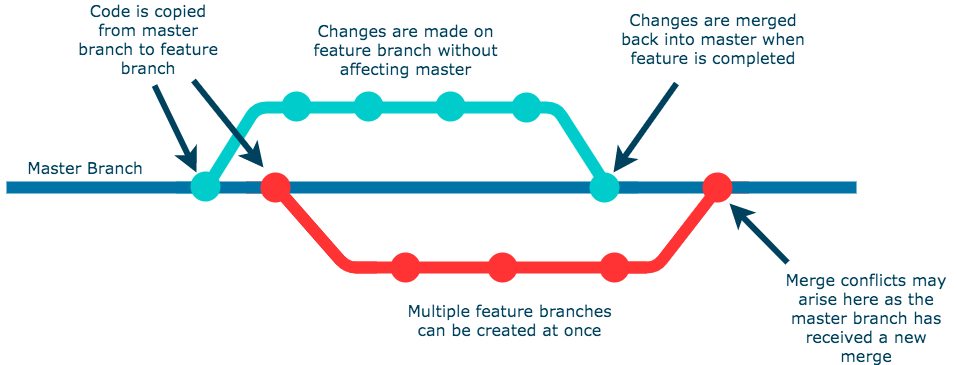 Code is copied
from master
branch to feature
branch
Changes are made on
feature branch without
affecting master
Changes are merged
back into master when
feature is completed
Master Branch
Multiple feature branches
can be created at once
Merge conflicts may
arise here as the
master branch has
received a new
merge